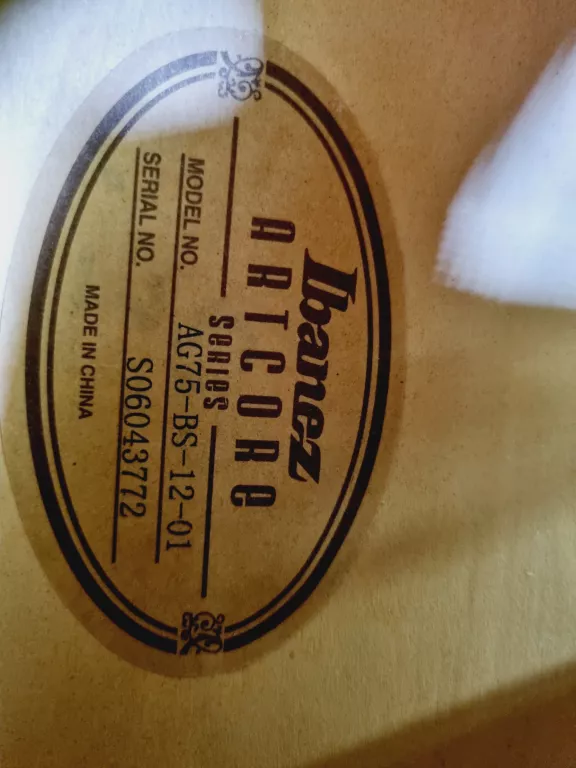 Ibanez
ARTCORE
SERIES
MODEL NO. AG75-BS-12-01
SERIAL NO. S06043772
MADE IN CHINA